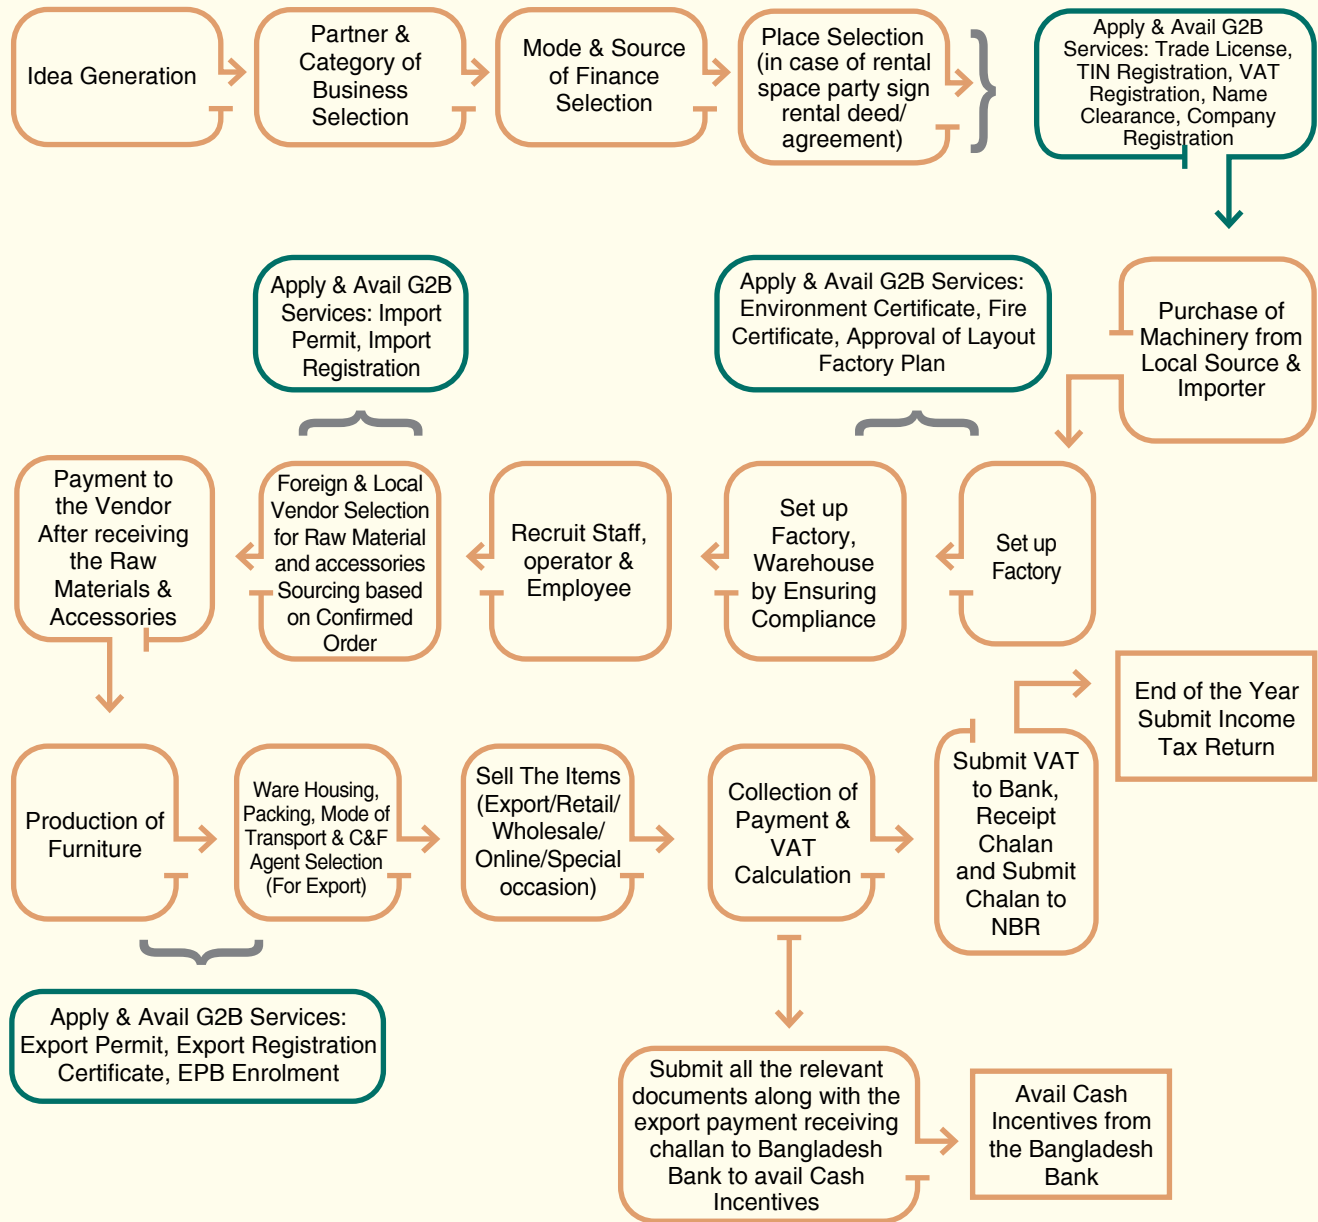 Idea Generation
Partner &
Category of
Business
Selection
Mode & Source
of Finance
Selection
Place Selection
(in case of rental
space party sign
rental deed/
agreement)
Apply & Avail G2B
Services: Trade License,
TIN Registration, VAT
Registration, Name
Clearance, Company
Registration
Purchase of
Machinery from
Local Source &
Importer
Apply & Avail G2B Services:
Environment Certificate, Fire
Certificate, Approval of Layout
Factory Plan
Apply & Avail G2B
Services: Import
Permit, Import
Registration
Set up
Factory
Set up
Factory,
Warehouse
by Ensuring
Compliance
Recruit Staff,
operator &
Employee
Foreign & Local
Vendor Selection
for Raw Material
and accessories
Sourcing based
on Confirmed
Order
Payment to
the Vendor
After receiving
the Raw
Materials &
Accessories
Production of
Furniture
Ware Housing,
Packing, Mode of
Transport & C&F
Agent Selection
(For Export)
Sell The Items
(Export/Retail/
Wholesale/
Online/Special
occasion)
Collection of
Payment &
VAT
Calculation
Submit VAT
to Bank,
Receipt
Chalan
and Submit
Chalan to
NBR
End of the Year
Submit Income
Tax Return
Apply & Avail G2B Services:
Export Permit, Export Registration
Certificate, EPB Enrolment
Submit all the relevant
documents along with the
export payment receiving
challan to Bangladesh
Bank to avail Cash
Incentives
Avail Cash
Incentives from
the Bangladesh
Bank